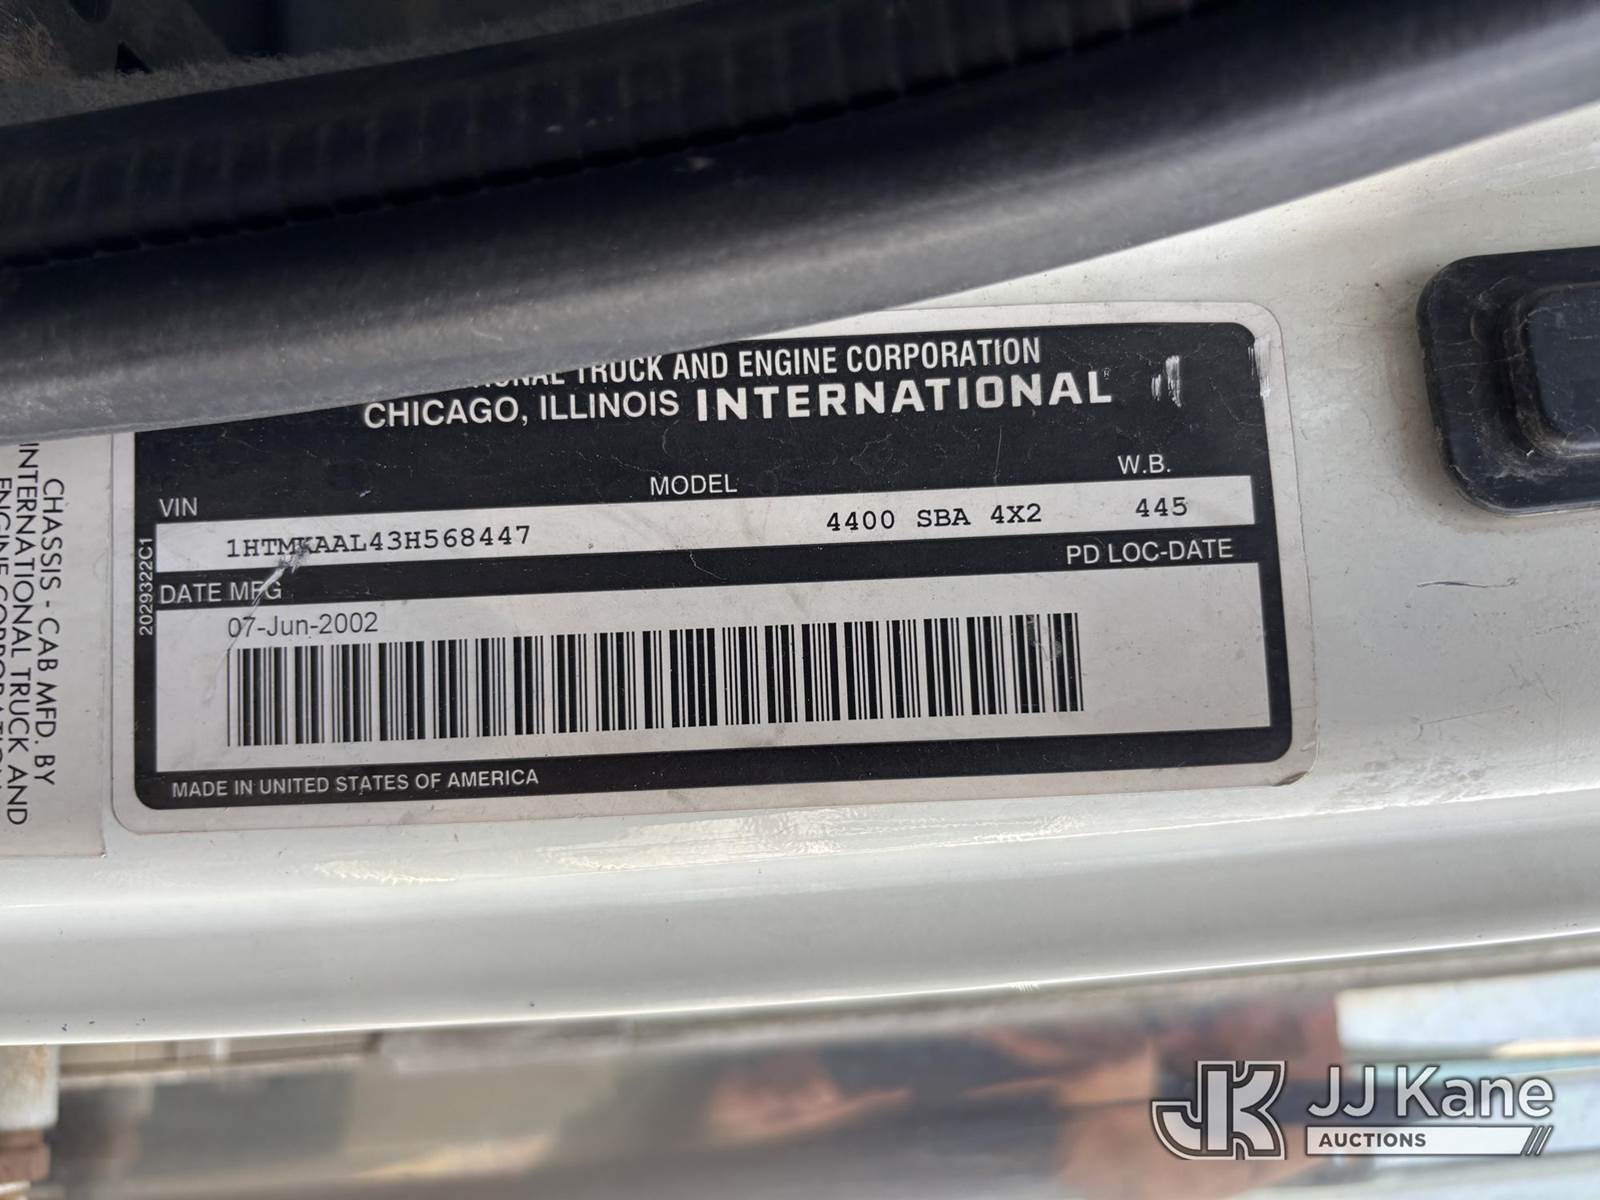 TRUCK AND ENGINE CORPORATION
CHICAGO, ILLINOIS INTERNATIONAL
VIN MODEL W.B.
1HTMKAAL43H568447 4400 SBA 4X2 445
DATE MFG PD LOC-DATE
07-Jun-2002
MADE IN UNITED STATES OF AMERICA
2029322C1
CHASSIS - CAB MFD. BY
INTERNATIONAL TRUCK AND
JK JJ Kane
AUCTIONS